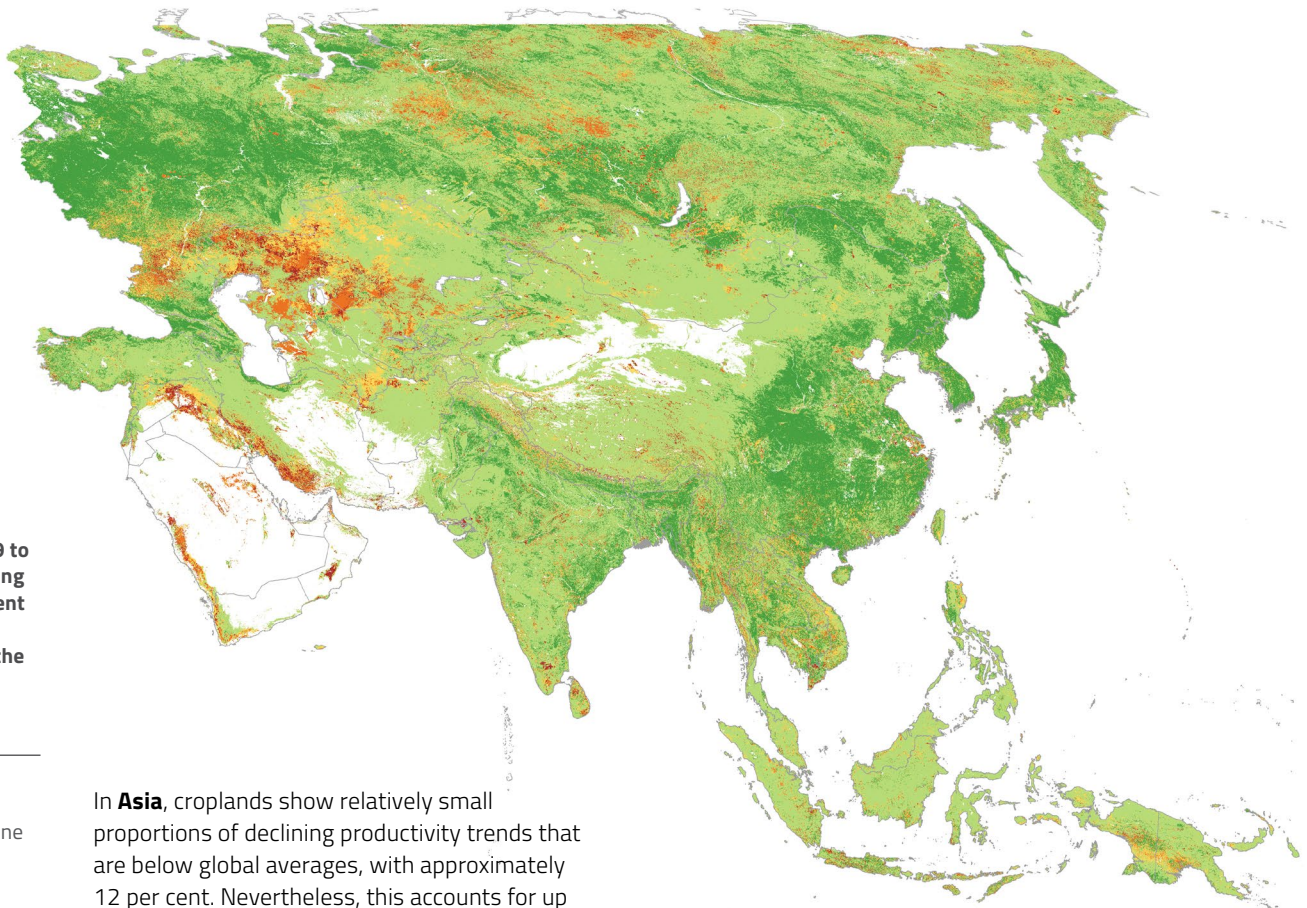 9 to
ing
ent
the
ne
In Asia, croplands show relatively small
proportions of declining productivity trends that
are below global averages, with approximately
12 per cent. Nevertheless, this accounts for up